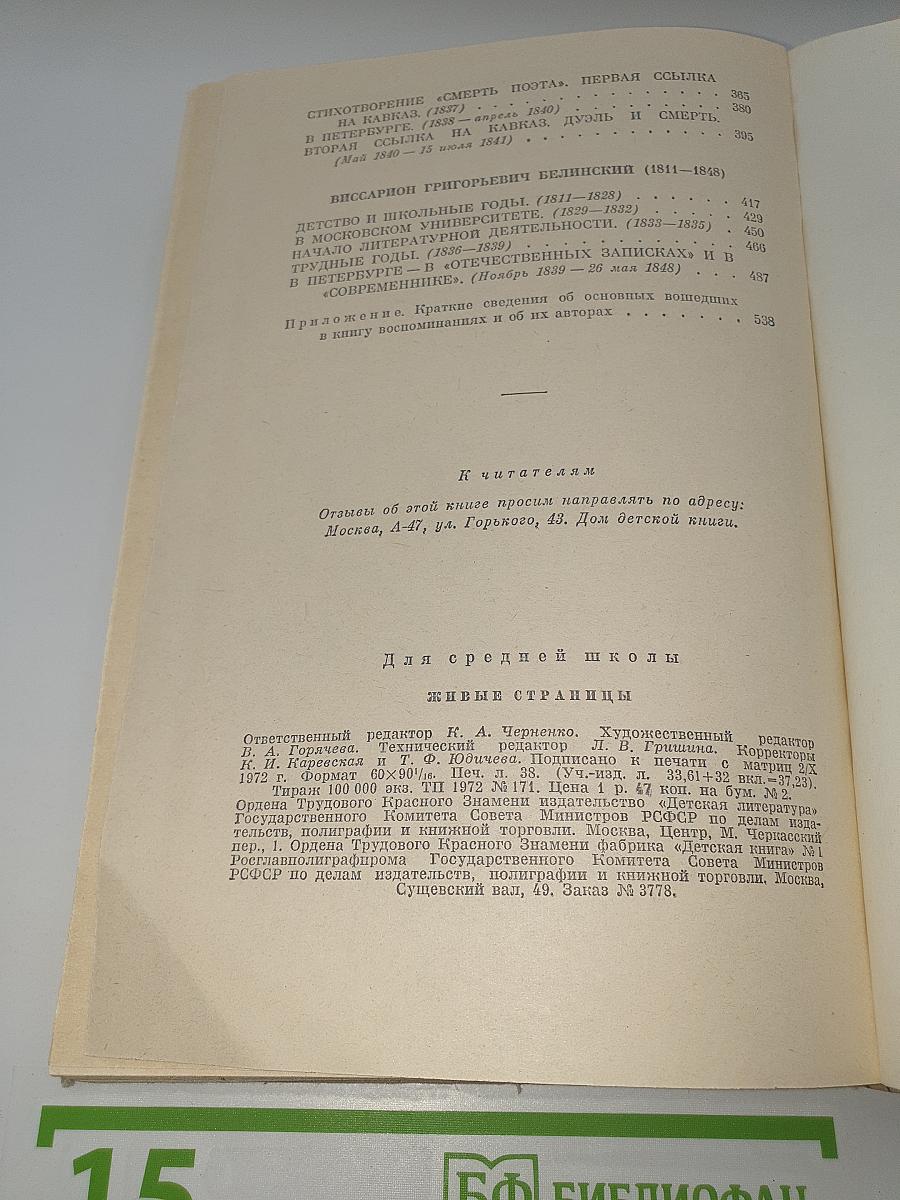 СТИХОТВОРЕНИЕ «СМЕРТЬ ПОЭТА». ПЕРВАЯ ССЫЛКА
НА КАВКАЗ. (1837) . . . . . . . . . . . . . . . 365
В ПЕТЕРБУРГЕ. (1838 — апрель 1840) . . . . . . . . 380
ВТОРАЯ ССЫЛКА НА КАВКАЗ. ДУЭЛЬ И СМЕРТЬ.
(Май 1840 — 15 июля 1841) . . . . . . . . . . . . 395
ВИССАРИОН ГРИГОРЬЕВИЧ БЕЛИНСКИЙ (1811—1848)
ДЕТСТВО И ШКОЛЬНЫЕ ГОДЫ. (1811—1828) . . . . . . 417
В МОСКОВСКОМ УНИВЕРСИТЕТЕ. (1829—1832) . . . . . 429
НАЧАЛО ЛИТЕРАТУРНОЙ ДЕЯТЕЛЬНОСТИ. (1833—1835) . 450
ТРУДНЫЕ ГОДЫ. (1836—1839) . . . . . . . . . . . 466
В ПЕТЕРБУРГЕ — В «ОТЕЧЕСТВЕННЫХ ЗАПИСКАХ» И В
«СОВРЕМЕННИКЕ». (Ноябрь 1839 — 26 мая 1848) . . . 487
Приложение. Краткие сведения об основных вошедших
в книгу воспоминаниях и об их авторах . . . . . . . 538
К читателям
Отзывы об этой книге просим направлять по адресу:
Москва, А-47, ул. Горького, 43. Дом детской книги.
Для средней школы
ЖИВЫЕ СТРАНИЦЫ
Ответственный редактор К. А. Черненко. Художественный редактор
В. А. Горячева. Технический редактор Л. В. Гришина. Корректоры
К. И. Каревская и Т. Ф. Юдичева. Подписано к печати с матриц 2/X
1972 г. Формат 60×90¹/₁₆. Печ. л. 38. (Уч.-изд. л. 33,61+32 вкл.=37,23).
Тираж 100 000 экз. ТП 1972 № 171. Цена 1 р. 47 коп. на бум. № 2.
Ордена Трудового Красного Знамени издательство «Детская литература»
Государственного Комитета Совета Министров РСФСР по делам изда-
тельств, полиграфии и книжной торговли. Москва, Центр, М. Черкасский
пер., 1. Ордена Трудового Красного Знамени фабрика «Детская книга» № 1
Росглавполиграфпрома Государственного Комитета Совета Министров
РСФСР по делам издательств, полиграфии и книжной торговли. Москва,
Сущевский вал, 49. Заказ № 3778.
15
БФ БИБЛИОФАН